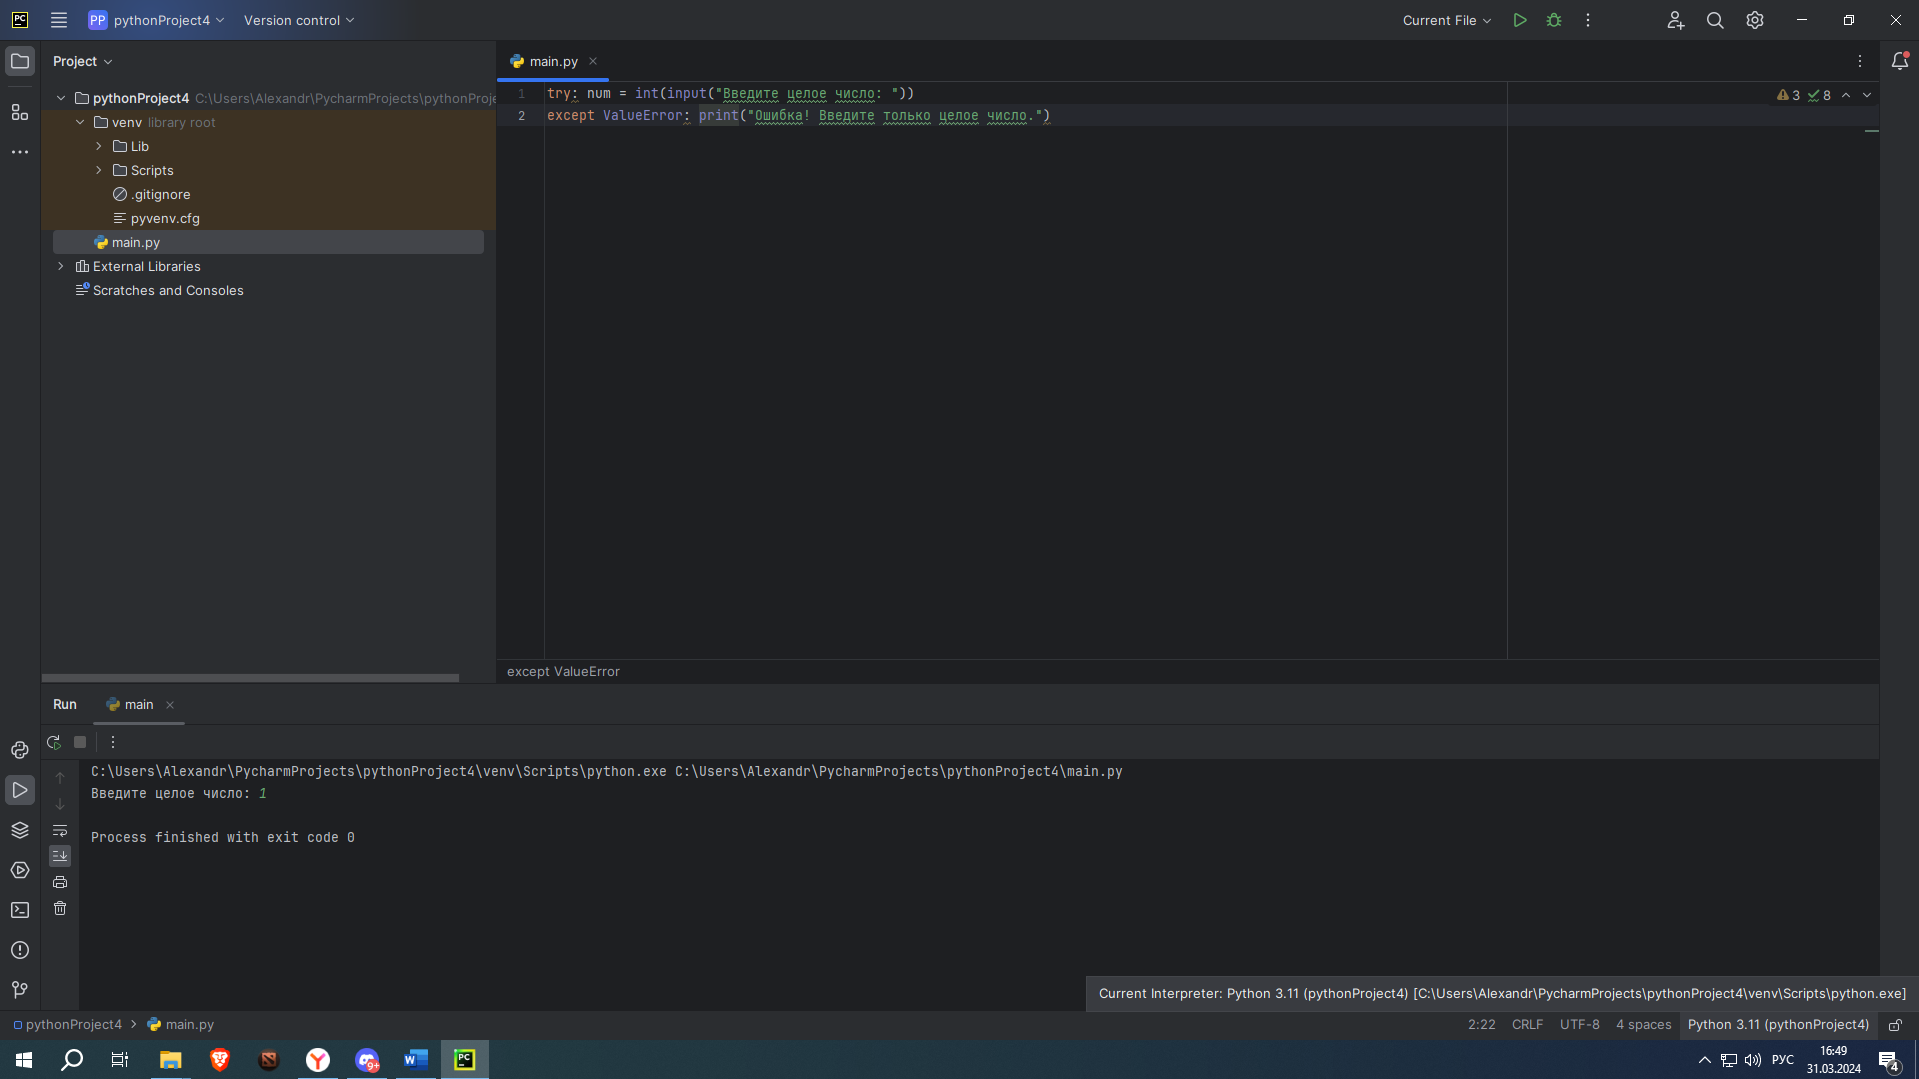 PC
PP pythonProject4
Version control
Current File
Project
main.py
pythonProject4 C:\Users\Alexandr\PycharmProjects\pythonProje
venv library root
Lib
Scripts
.gitignore
pyvenv.cfg
main.py
External Libraries
Scratches and Consoles
1 try: num = int(input("Введите целое число: "))
3 8
2 except ValueError: print("Ошибка! Введите только целое число.")
except ValueError
Run
main
C:\Users\Alexandr\PycharmProjects\pythonProject4\venv\Scripts\python.exe C:\Users\Alexandr\PycharmProjects\pythonProject4\main.py
Введите целое число: 1
Process finished with exit code 0
Current Interpreter: Python 3.11 (pythonProject4) [C:\Users\Alexandr\PycharmProjects\pythonProject4\venv\Scripts\python.exe]
pythonProject4 > main.py
2:22 CRLF UTF-8 4 spaces Python 3.11 (pythonProject4)
9+
W
PC
РУС
16:49
31.03.2024
4